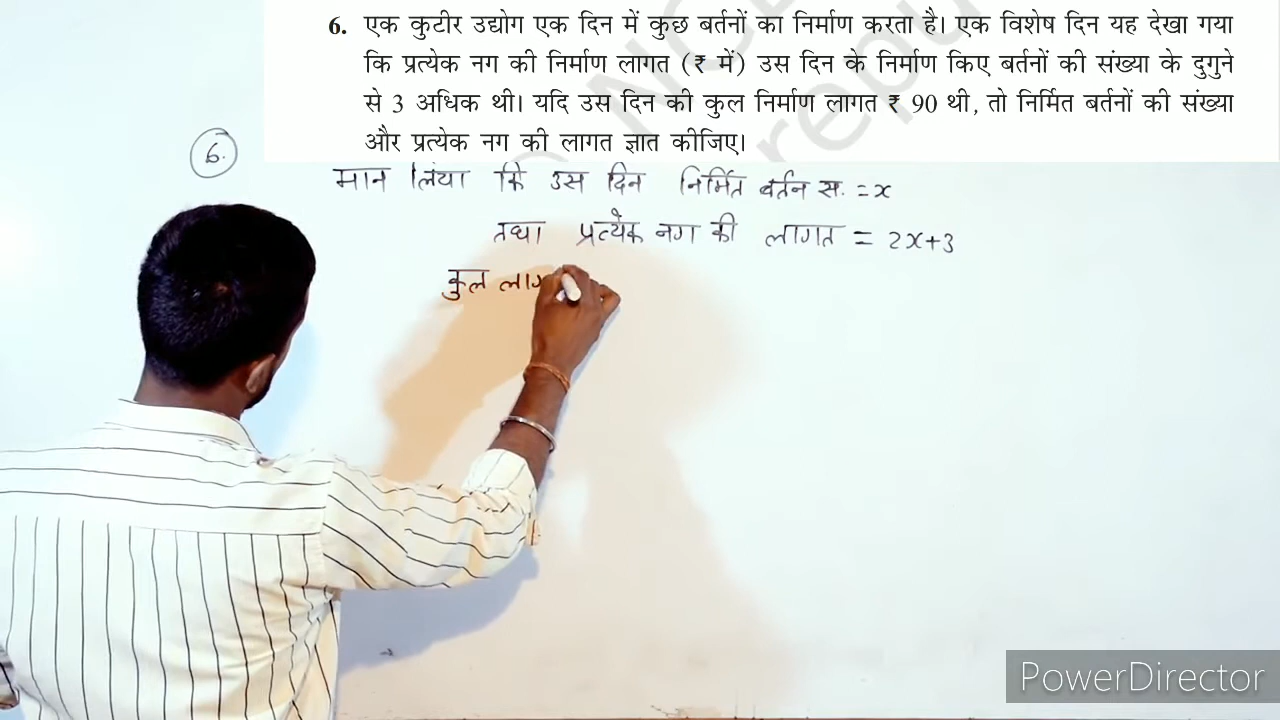 6. एक कुटीर उद्योग एक दिन में कुछ बर्तनों का निर्माण करता है। एक विशेष दिन यह देखा गया
कि प्रत्येक नग की निर्माण लागत (₹ में) उस दिन के निर्माण किए बर्तनों की संख्या के दुगुने
से 3 अधिक थी। यदि उस दिन की कुल निर्माण लागत ₹ 90 थी, तो निर्मित बर्तनों की संख्या
और प्रत्येक नग की लागत ज्ञात कीजिए।
6.
मान लिया कि उस दिन निर्मित बर्तन स. = x
तथा प्रत्येक नग की लागत = 2x+3
कुल लाग
PowerDirector